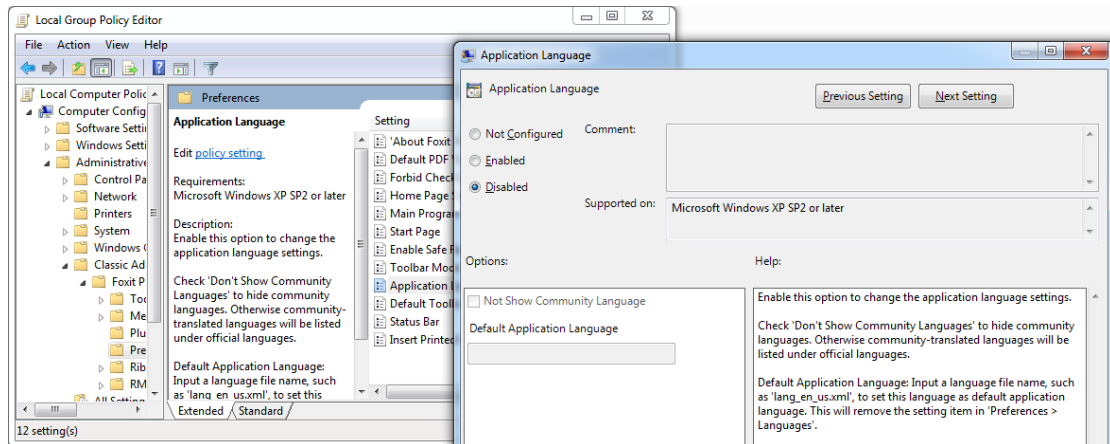 Local Group Policy Editor
File Action View Help
Local Computer Polic
Computer Config
Software Setti
Windows Setti
Administrative
Control Pa
Network
Printers
System
Windows
Classic Ad
Foxit P
Too
Me
Plu
Pre
Rib
RM
All Setting
Preferences
Application Language
Edit policy setting
Requirements:
Microsoft Windows XP SP2 or later
Description:
Enable this option to change the
application language settings.
Check 'Don't Show Community
Languages' to hide community
languages. Otherwise community-
translated languages will be listed
under official languages.
Default Application Language:
Input a language file name, such
as 'lang_en_us.xml', to set this
Setting
'About Foxit
Default PDF
Forbid Check
Home Page
Main Program
Start Page
Enable Safe
Toolbar Mod
Application
Default Tool
Status Bar
Insert Printed
Extended Standard
12 setting(s)
Application Language
Application Language
Previous Setting Next Setting
Not Configured
Enabled
Disabled
Comment:
Supported on:
Microsoft Windows XP SP2 or later
Options:
Not Show Community Language
Default Application Language
Help:
Enable this option to change the application language settings.
Check 'Don't Show Community Languages' to hide community
languages. Otherwise community-translated languages will be
listed under official languages.
Default Application Language: Input a language file name, such
as 'lang_en_us.xml', to set this language as default application
language. This will remove the setting item in 'Preferences >
Languages'.